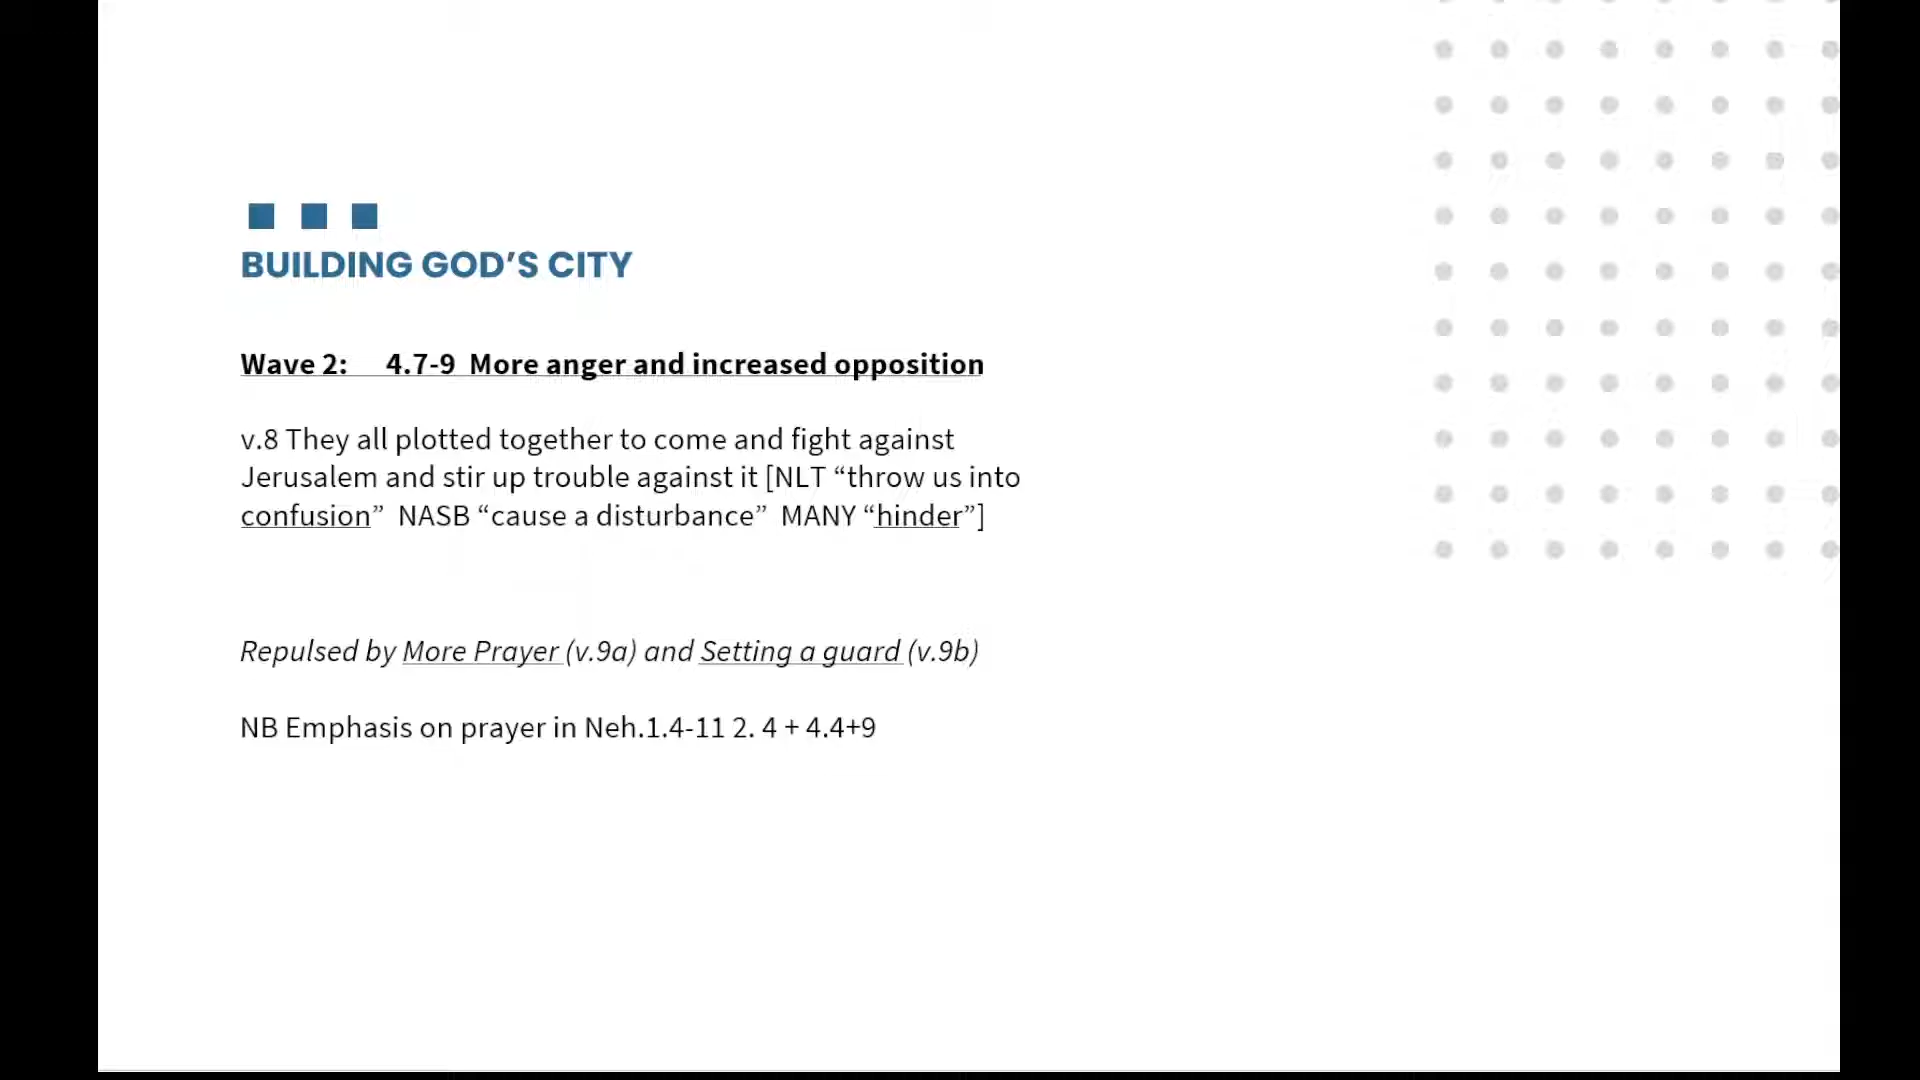 BUILDING GOD’S CITY
Wave 2: 4.7-9 More anger and increased opposition
v.8 They all plotted together to come and fight against
Jerusalem and stir up trouble against it [NLT “throw us into
confusion” NASB “cause a disturbance” MANY “hinder”]
Repulsed by More Prayer (v.9a) and Setting a guard (v.9b)
NB Emphasis on prayer in Neh.1.4-11 2. 4 + 4.4+9